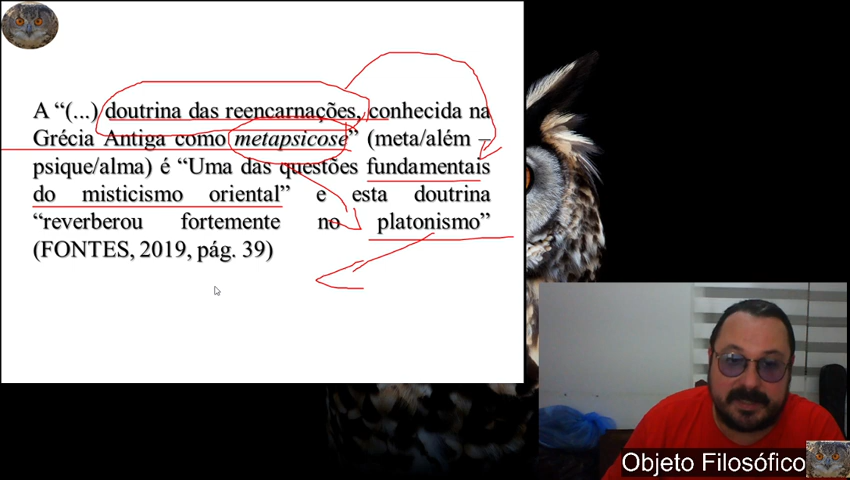 A “(...) doutrina das reencarnações, conhecida na
Grécia Antiga como metapsicose” (meta/além –
psique/alma) é “Uma das questões fundamentais
do misticismo oriental” e esta doutrina
“reverberou fortemente no platonismo”
(FONTES, 2019, pág. 39)
Objeto Filosófico